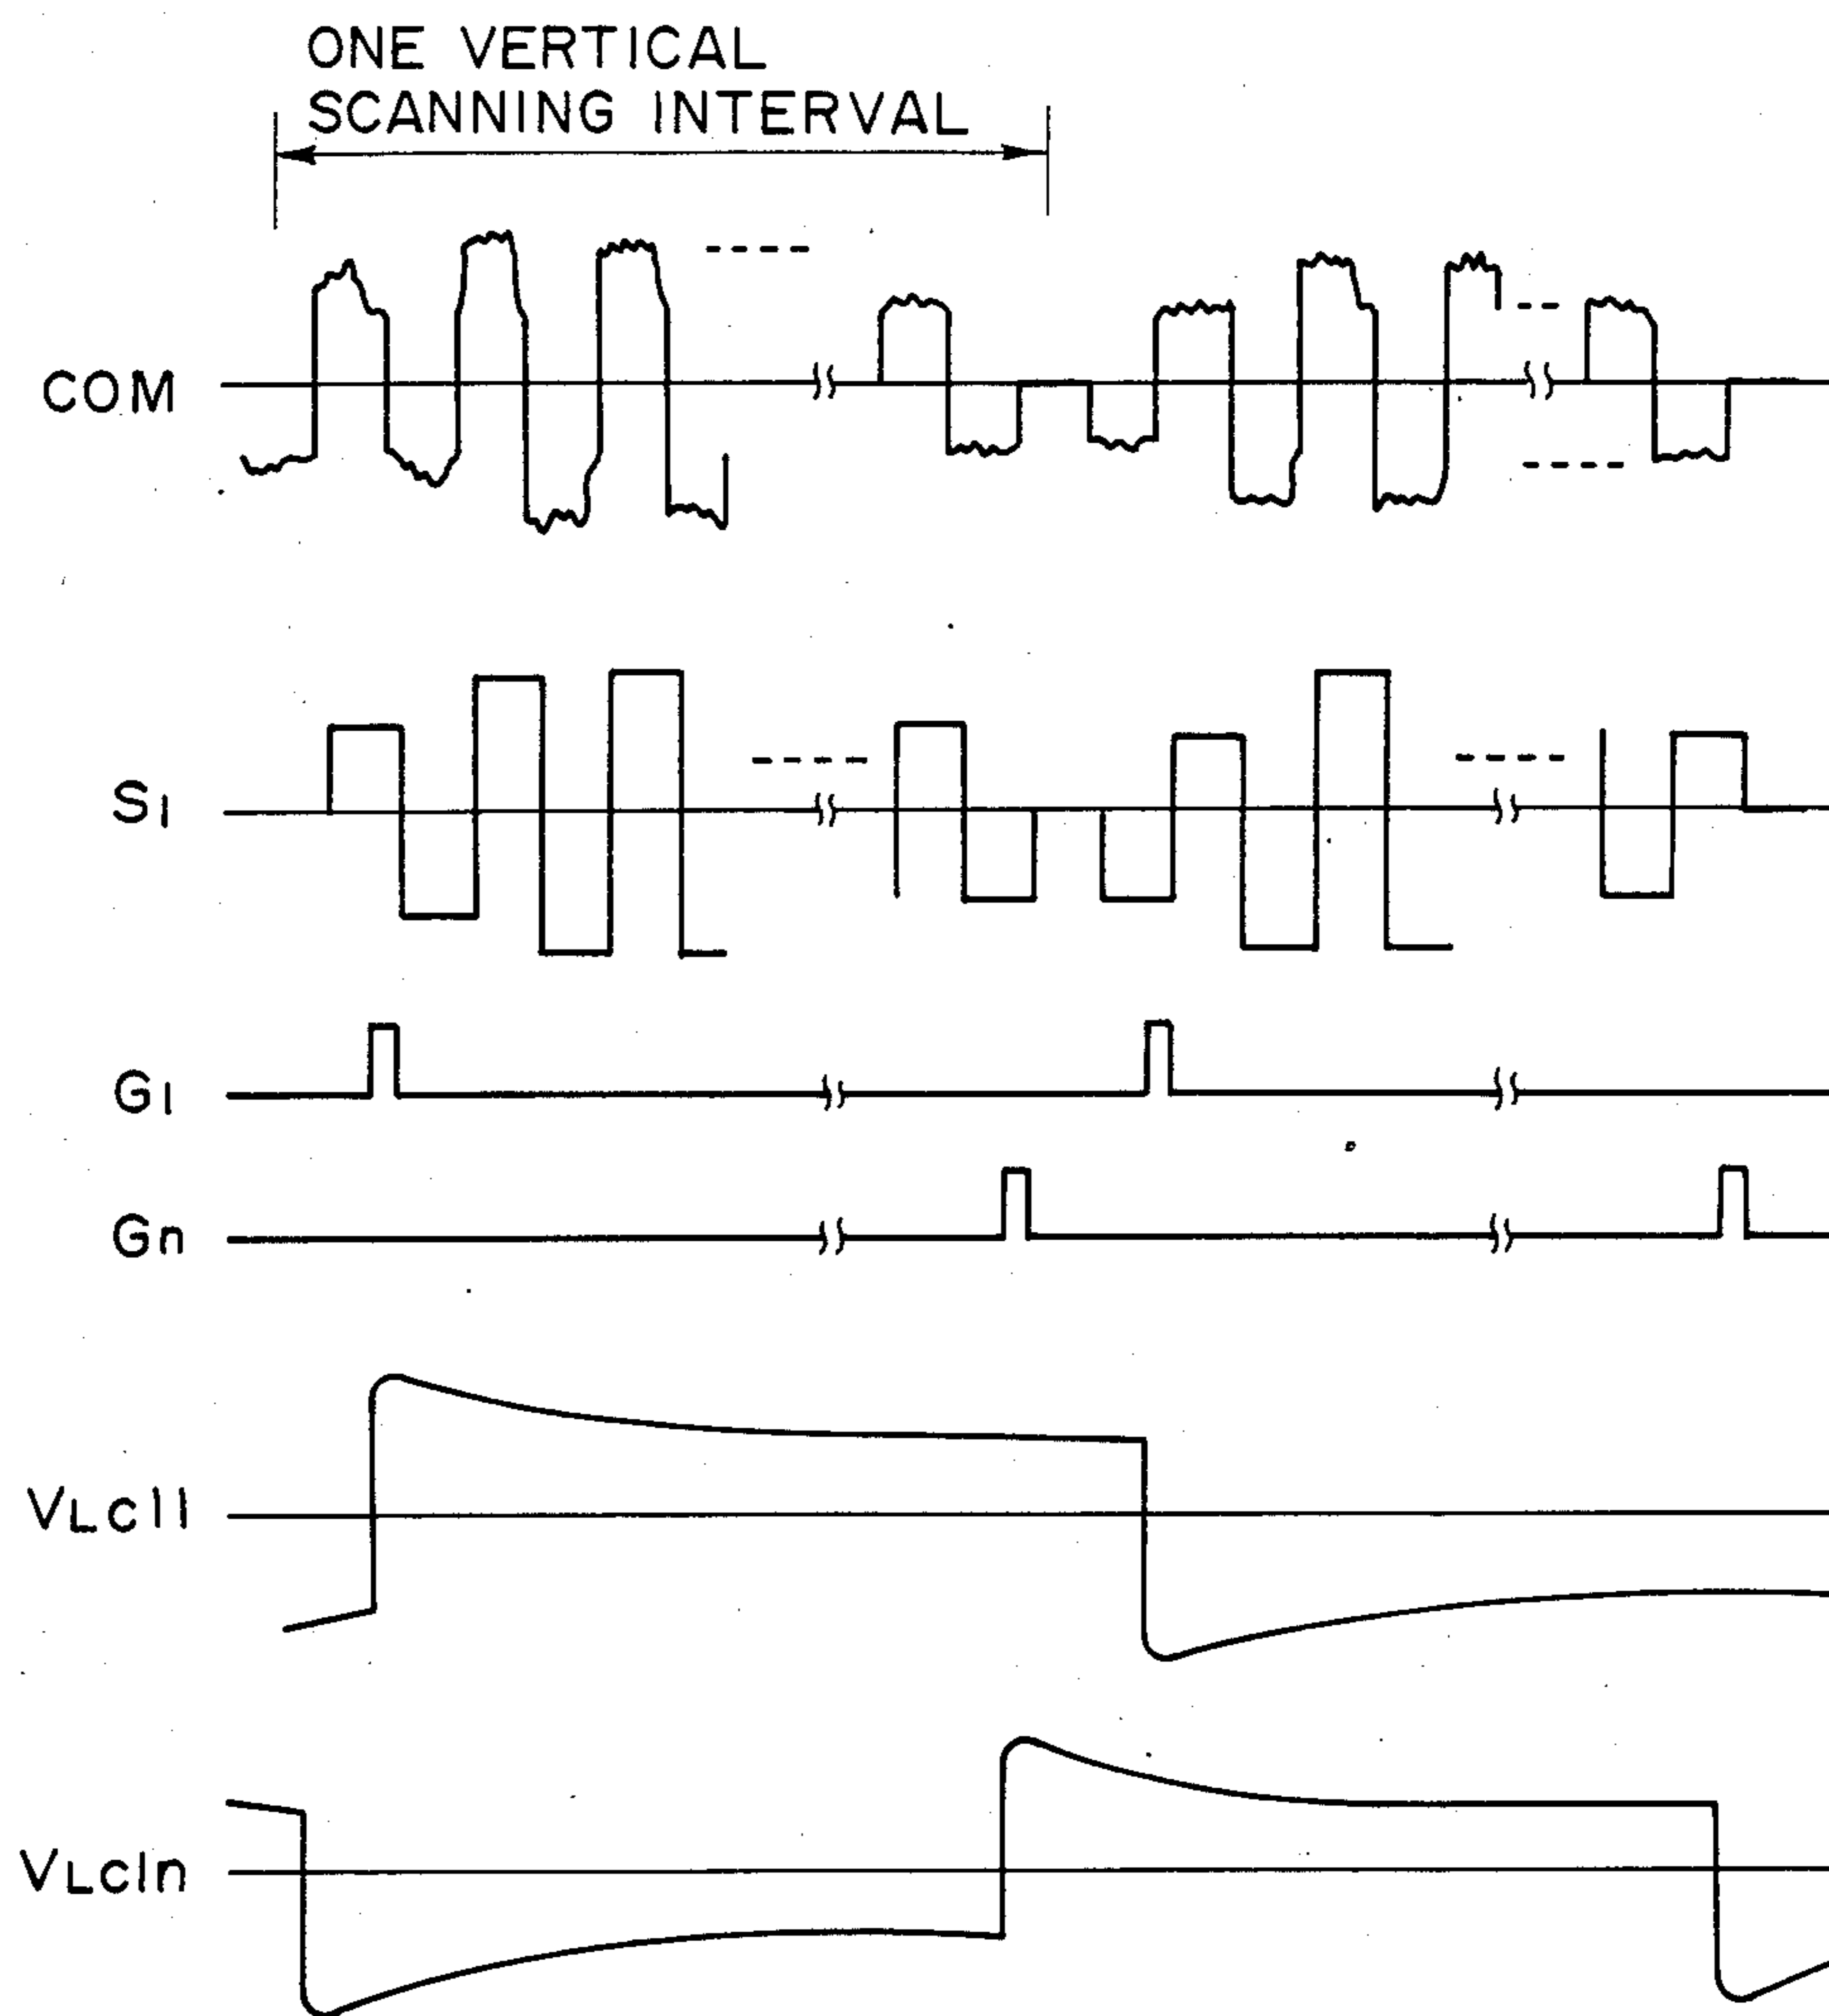 ONE VERTICAL
SCANNING INTERVAL
COM
S1
G1
Gn
VLC11
VLC1n